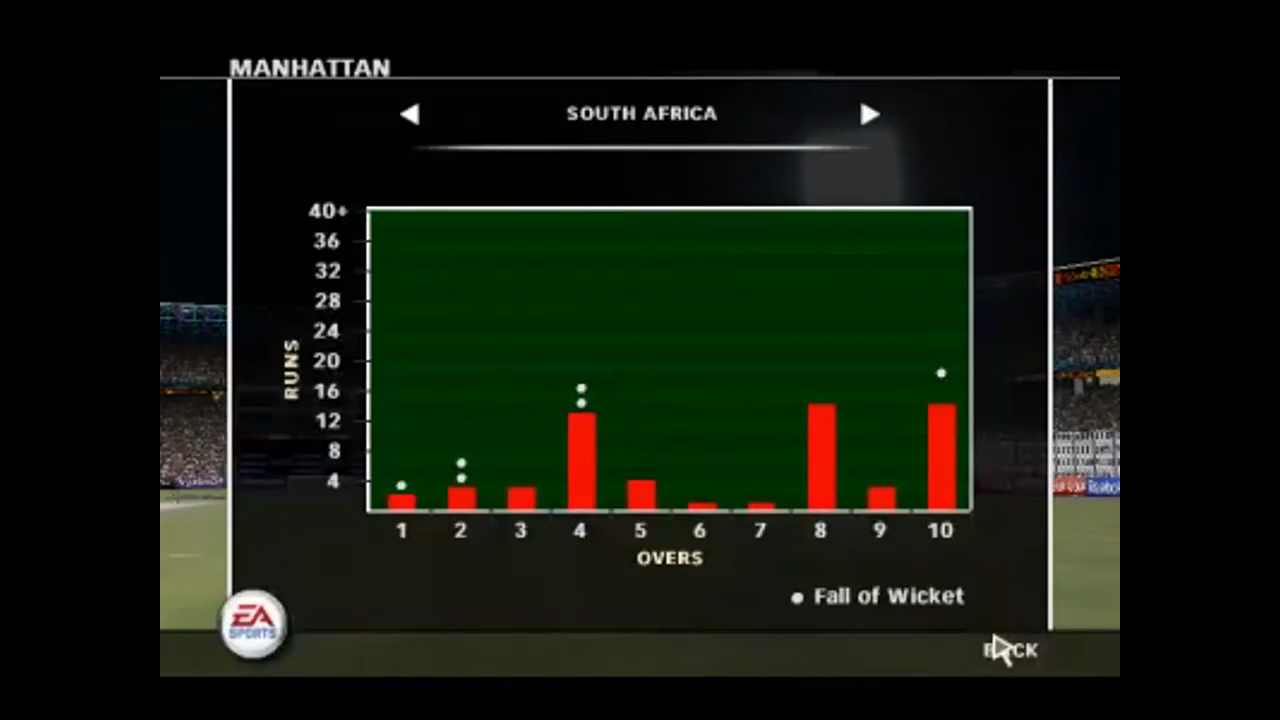 MANHATTAN
SOUTH AFRICA
40+
36
32
28
24
20
16
12
8
4
RUNS
1 2 3 4 5 6 7 8 9 10
OVERS
Fall of Wicket
EA
SPORTS
BACK